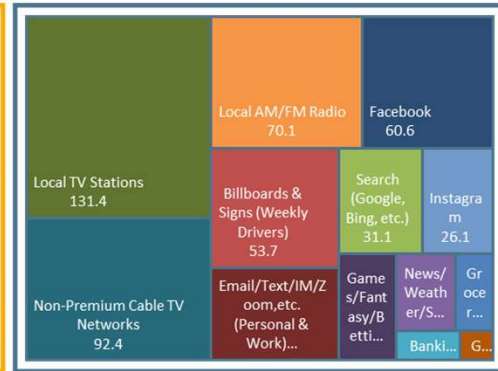 Local TV Stations
131.4
Non-Premium Cable TV
Networks
92.4
Local AM/FM Radio
70.1
Facebook
60.6
Billboards &
Signs (Weekly
Drivers)
53.7
Search
(Google,
Bing, etc.)
31.1
Instagra
m
26.1
Email/Text/IM/Z
oom,etc.
(Personal &
Work)...
Game
s/Fant
asy/B
etti...
News/
Weath
er/S...
Gr
ocer
r...
Banki...
G...